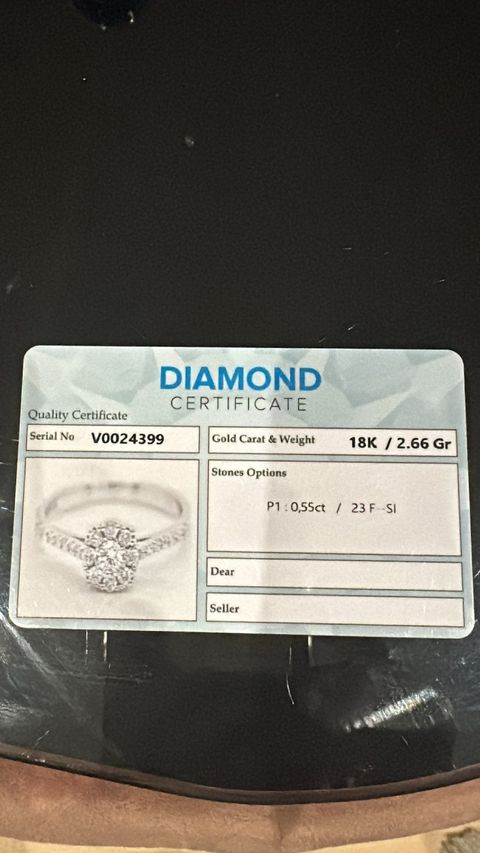 DIAMOND
CERTIFICATE
Quality Certificate
Serial No V0024399
Gold Carat & Weight 18K / 2.66 Gr
Stones Options
P1 : 0,55ct / 23 F--SI
Dear
Seller